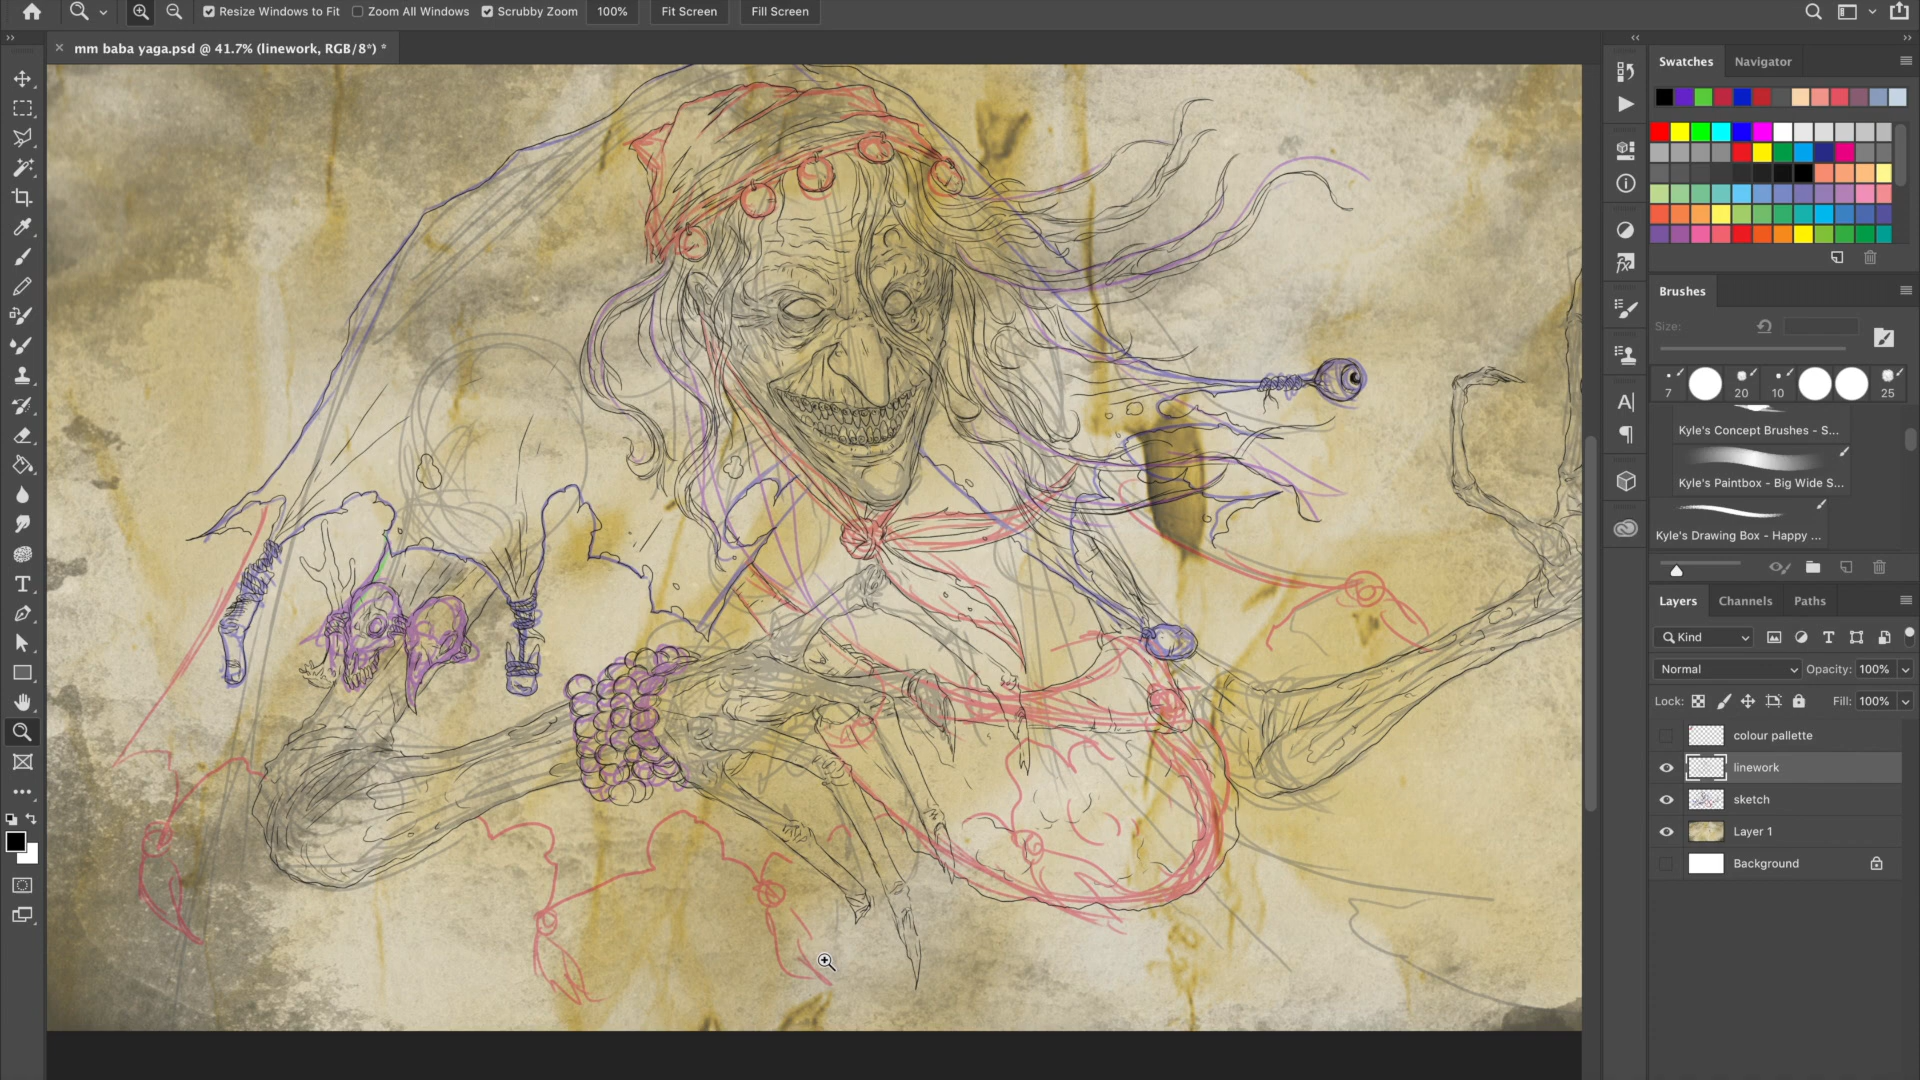 Resize Windows to Fit
Zoom All Windows
Scrubby Zoom
100%
Fit Screen
Fill Screen
mm baba yaga.psd @ 41.7% (linework, RGB/8*) *
Swatches
Navigator
Brushes
Size:
7
20
10
25
Kyle's Concept Brushes - S...
Kyle's Paintbox - Big Wide S...
Kyle's Drawing Box - Happy ...
Layers
Channels
Paths
Kind
Normal
Opacity: 100%
Lock:
Fill: 100%
colour pallette
linework
sketch
Layer 1
Background